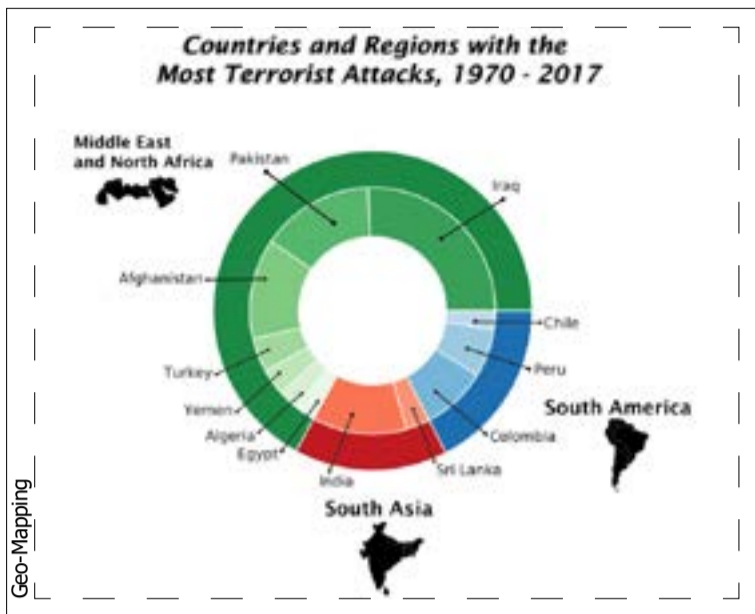 Countries and Regions with the
Most Terrorist Attacks, 1970 - 2017
Middle East
and North Africa
Pakistan
Iraq
Afghanistan
Chile
Peru
Turkey
Yemen
South America
Algeria
Colombia
Egypt
Sri Lanka
India
South Asia
Geo-Mapping